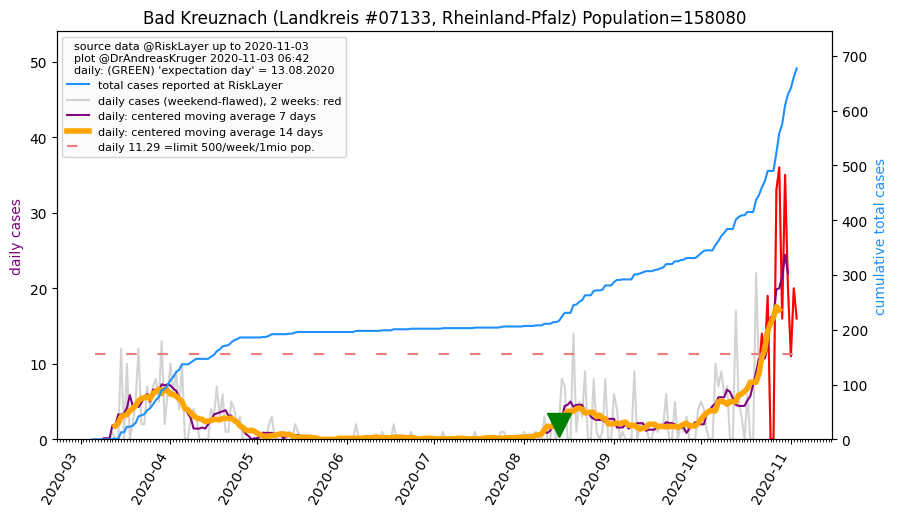 Bad Kreuznach (Landkreis #07133, Rheinland-Pfalz) Population=158080
source data @RiskLayer up to 2020-11-03
plot @DrAndreasKruger 2020-11-03 06:42
daily: (GREEN) 'expectation day' = 13.08.2020
total cases reported at RiskLayer
daily cases (weekend-flawed), 2 weeks: red
daily: centered moving average 7 days
daily: centered moving average 14 days
daily 11.29 =limit 500/week/1mio pop.
daily cases
50
40
30
20
10
0
cumulative total cases
700
600
500
400
300
200
100
0
2020-03
2020-04
2020-05
2020-06
2020-07
2020-08
2020-09
2020-10
2020-11